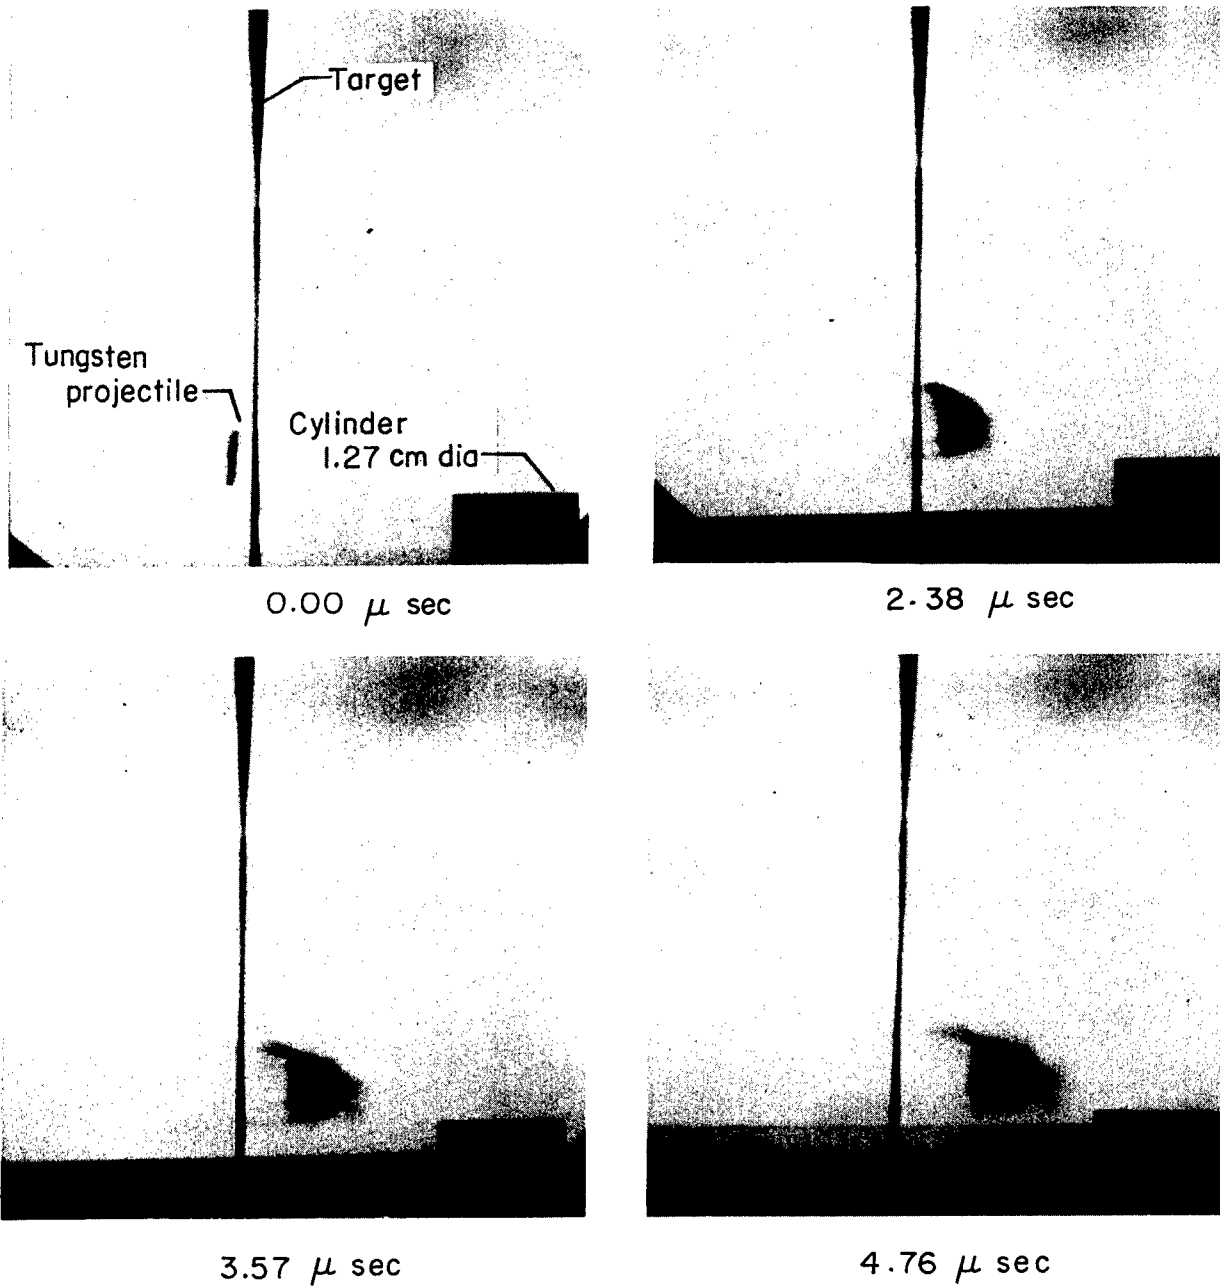 Target
Tungsten
projectile
Cylinder
1.27 cm dia
0.00 μ sec
2.38 μ sec
3.57 μ sec
4.76 μ sec